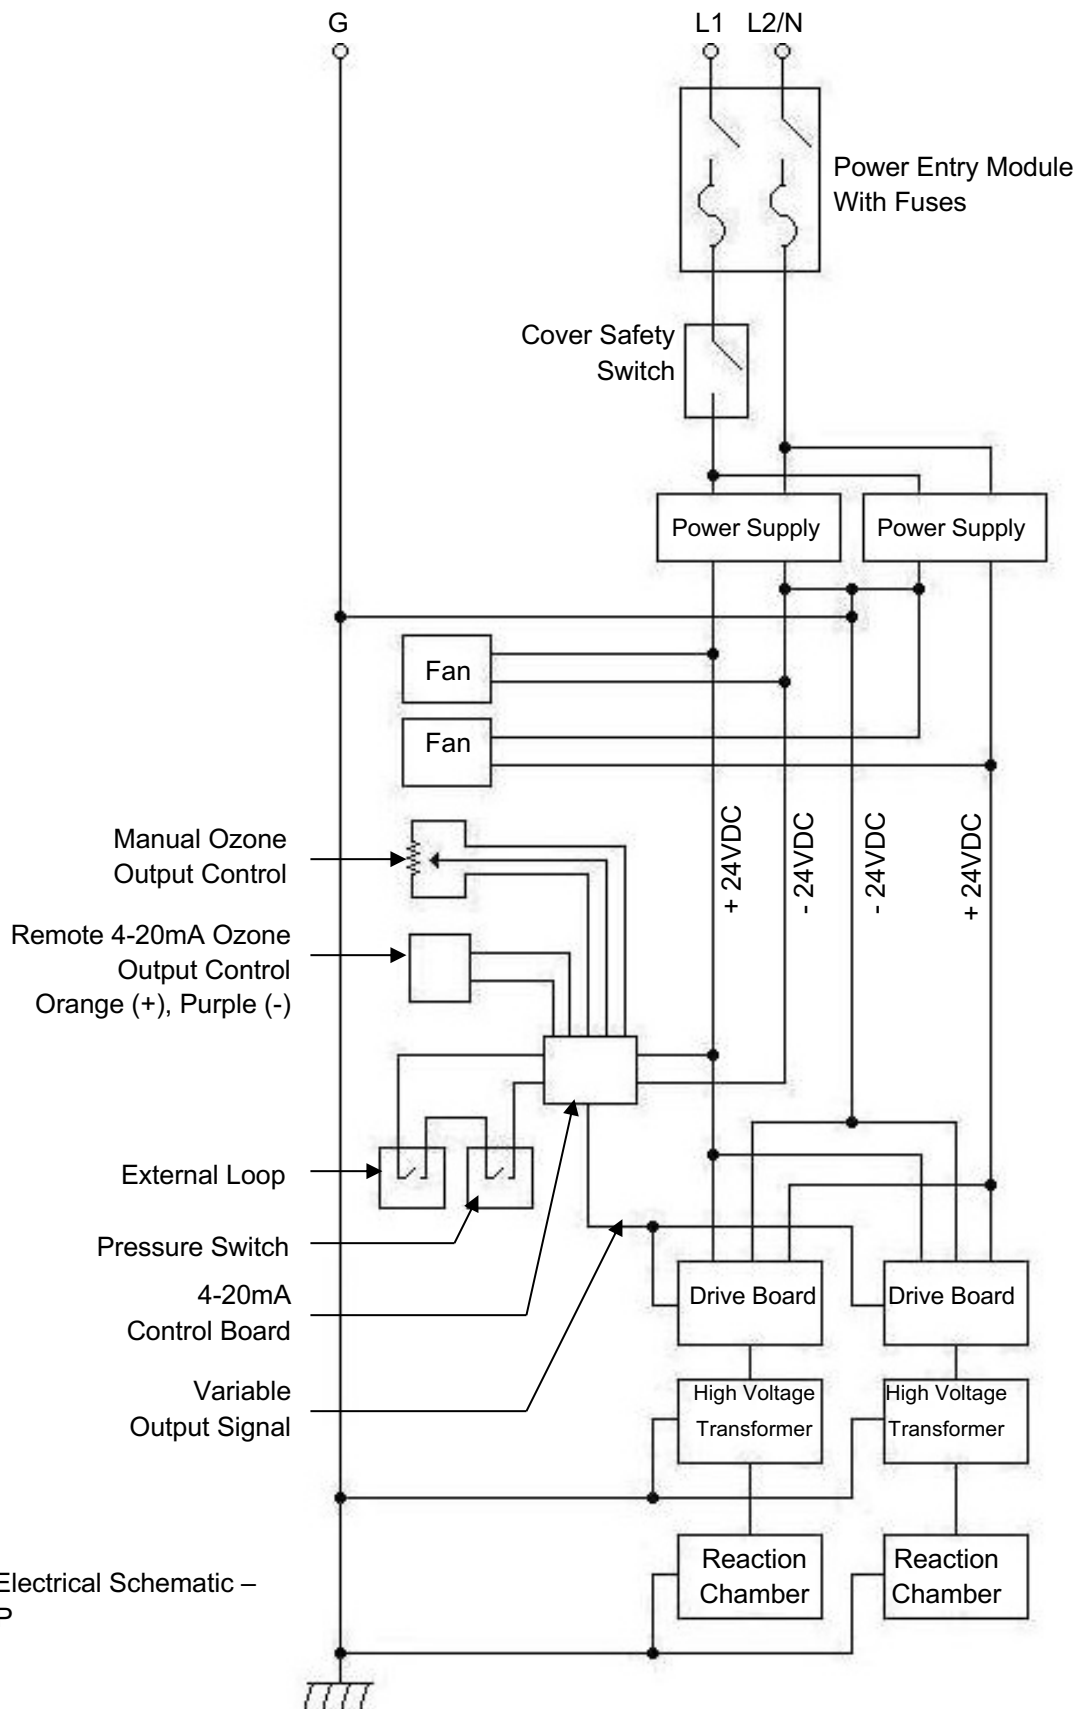 G
L1 L2/N
Power Entry Module
With Fuses
Cover Safety
Switch
Power Supply
Power Supply
Fan
Fan
+ 24VDC
- 24VDC
- 24VDC
+ 24VDC
Manual Ozone
Output Control
Remote 4-20mA Ozone
Output Control
Orange (+), Purple (-)
External Loop
Pressure Switch
4-20mA
Control Board
Variable
Output Signal
Drive Board
Drive Board
High Voltage
Transformer
High Voltage
Transformer
Reaction
Chamber
Reaction
Chamber
Electrical Schematic –